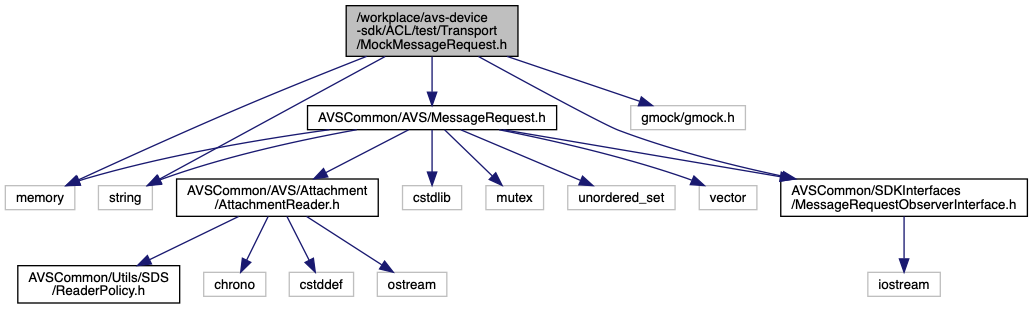 /workplace/avs-device
-sdk/ACL/test/Transport
/MockMessageRequest.h
AVSCommon/AVS/MessageRequest.h
gmock/gmock.h
memory
string
AVSCommon/AVS/Attachment
/AttachmentReader.h
cstdlib
mutex
unordered_set
vector
AVSCommon/SDKInterfaces
/MessageRequestObserverInterface.h
AVSCommon/Utils/SDS
/ReaderPolicy.h
chrono
cstddef
ostream
iostream